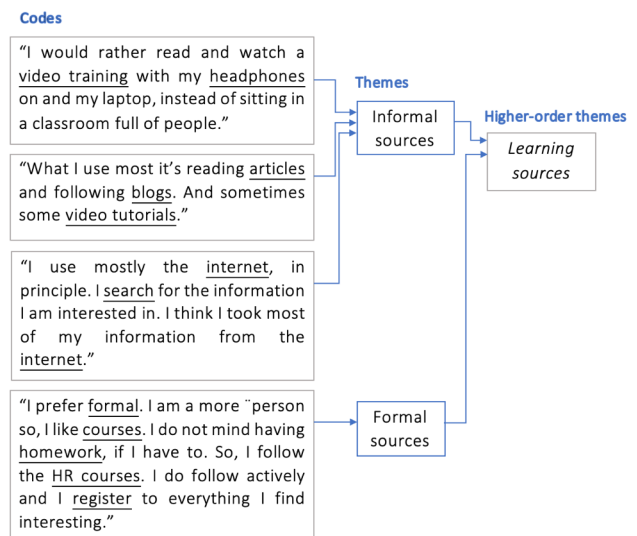 Codes
“I would rather read and watch a
video training with my headphones
on and my laptop, instead of sitting in
a classroom full of people.”
“What I use most it’s reading articles
and following blogs. And sometimes
some video tutorials.”
“I use mostly the internet, in
principle. I search for the information
I am interested in. I think I took most
of my information from the
internet.”
“I prefer formal. I am a more ¨person
so, I like courses. I do not mind having
homework, if I have to. So, I follow
the HR courses. I do follow actively
and I register to everything I find
interesting.”
Themes
Informal
sources
Formal
sources
Higher-order themes
Learning
sources